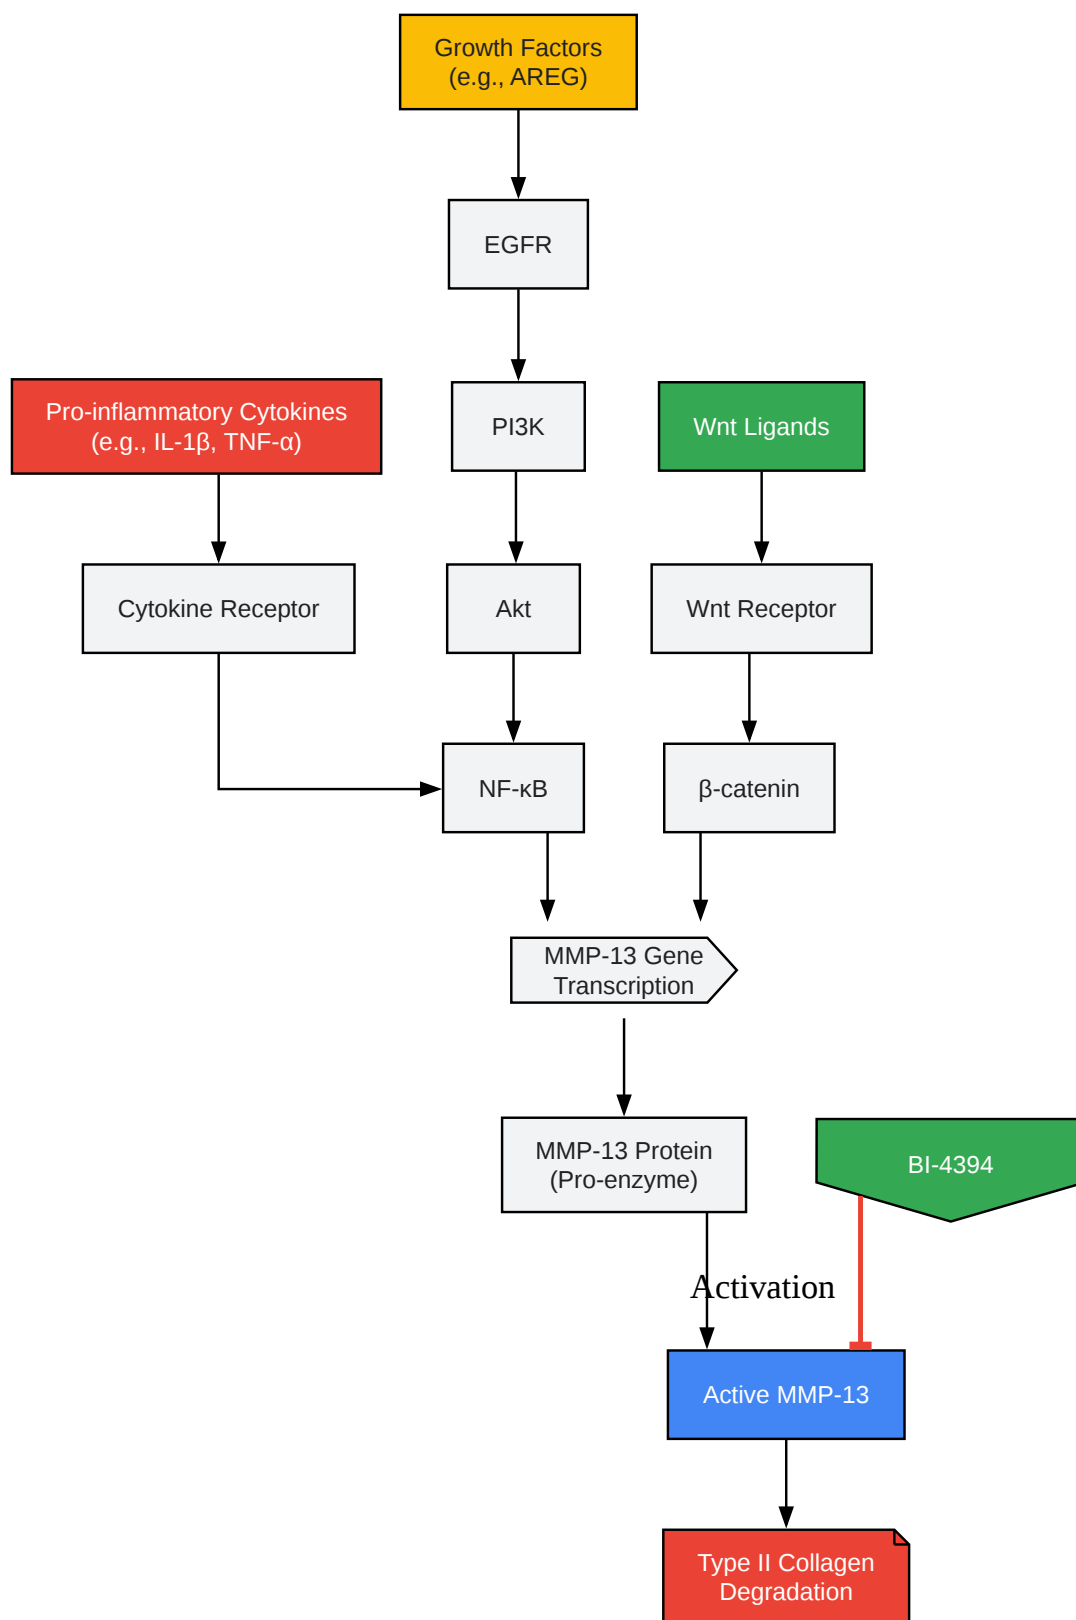 Growth Factors
(e.g., AREG)
EGFR
Pro-inflammatory Cytokines
(e.g., IL-1β, TNF-α)
PI3K
Wnt Ligands
Cytokine Receptor
Akt
Wnt Receptor
NF-κB
β-catenin
MMP-13 Gene
Transcription
MMP-13 Protein
(Pro-enzyme)
BI-4394
Activation
Active MMP-13
Type II Collagen
Degradation